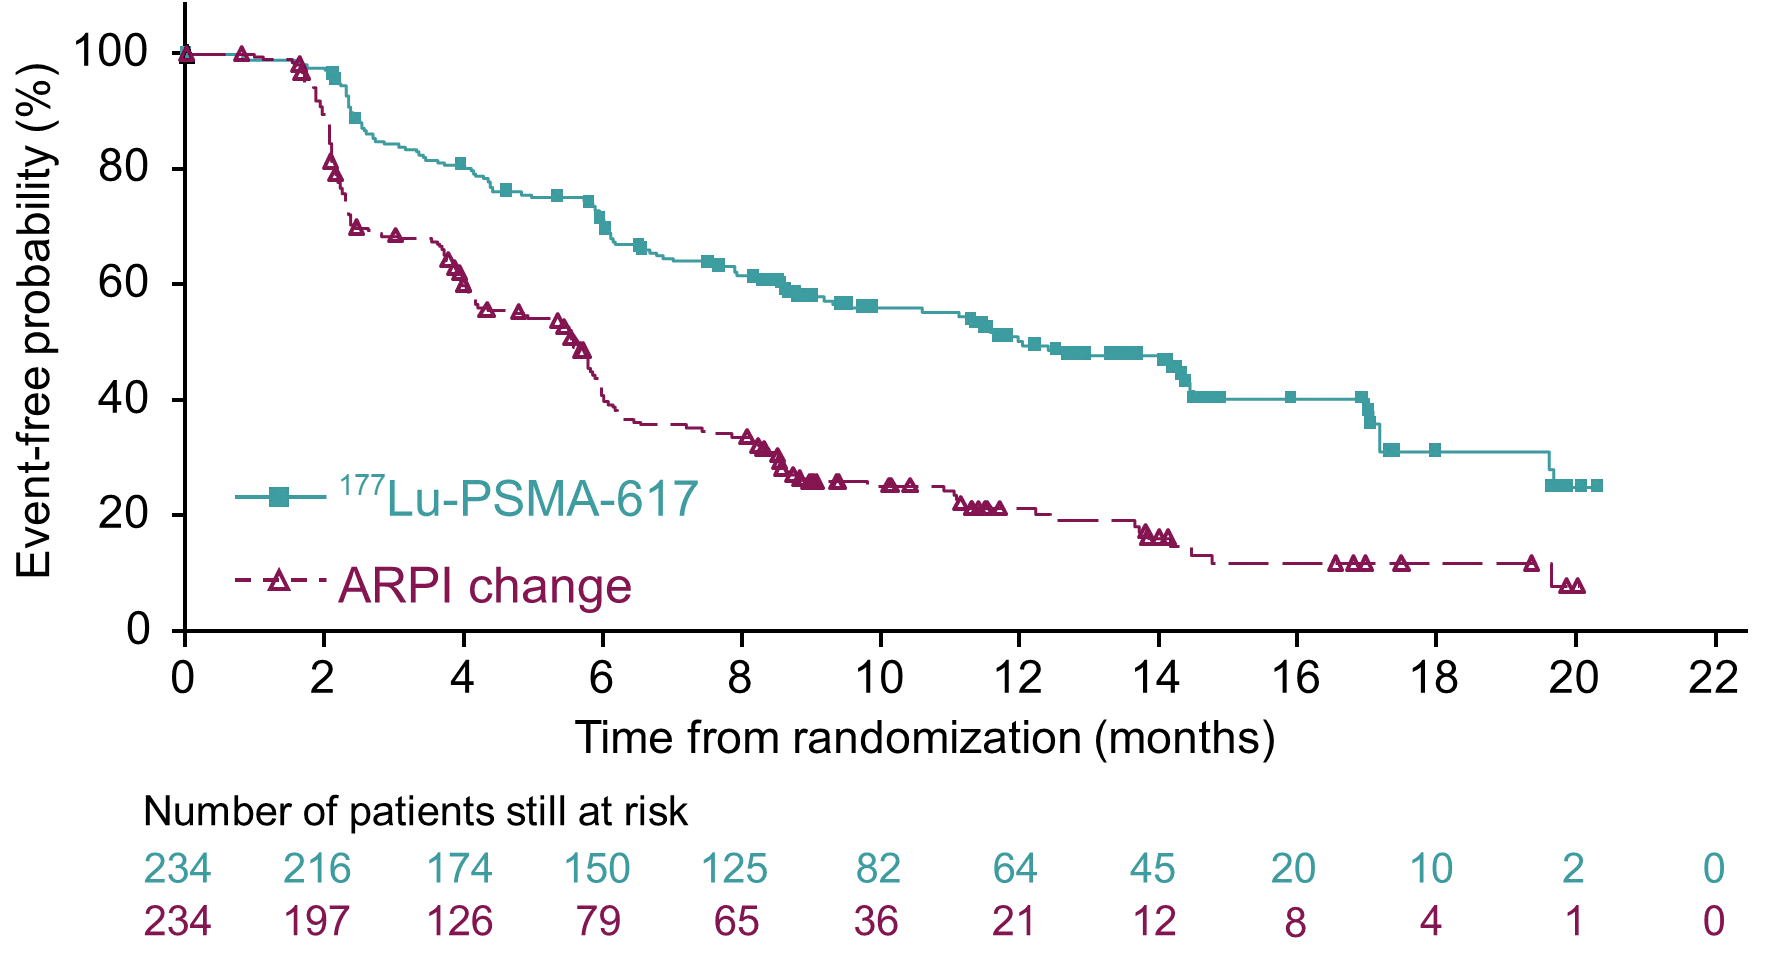 Event-free probability (%)
100
80
60
40
20
0
177Lu-PSMA-617
ARPI change
0 2 4 6 8 10 12 14 16 18 20 22
Time from randomization (months)
Number of patients still at risk
234 216 174 150 125 82 64 45 20 10 2 0
234 197 126 79 65 36 21 12 8 4 1 0